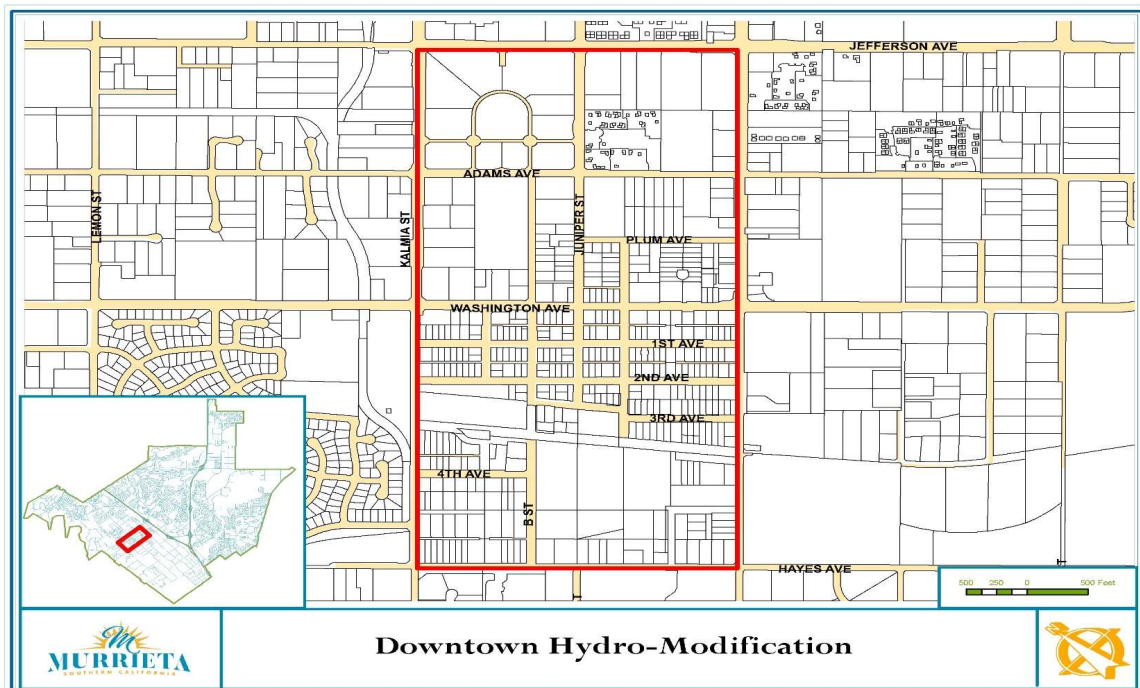 JEFFERSON AVE
ADAMS AVE
LEMON ST
KALMIA ST
JUNIPER ST
PLUM AVE
WASHINGTON AVE
1ST AVE
2ND AVE
3RD AVE
4TH AVE
B ST
HAYES AVE
500 250 0 500 Feet
M
MURRIETA
SOUTHERN CALIFORNIA
Downtown Hydro-Modification